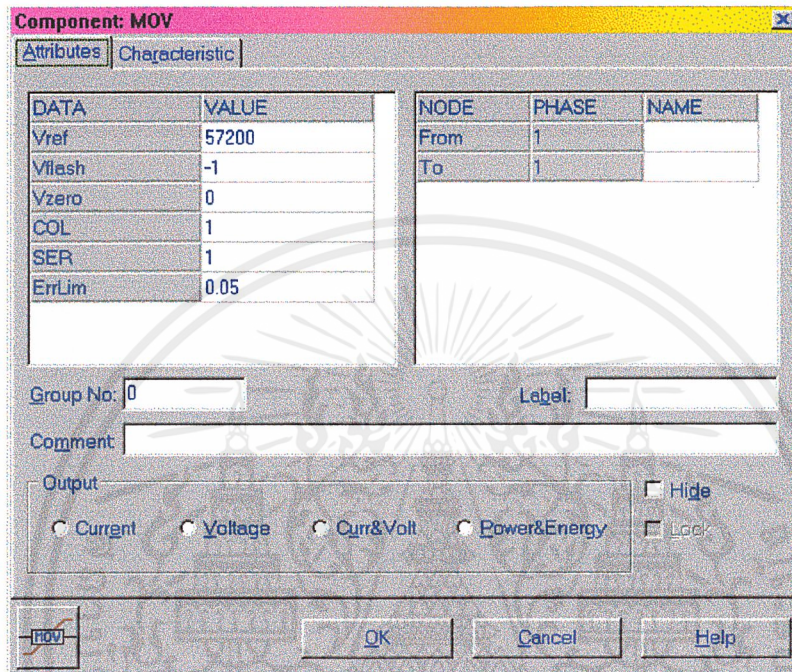 Component: MOV
Attributes Characteristic
DATA VALUE
Vref 57200
Vflash -1
Vzero 0
COL 1
SER 1
ErrLim 0.05
NODE PHASE NAME
From 1
To 1
Group No: 0
Label:
Comment:
Output
Current Voltage Curr&Volt Power&Energy
Hide
Lock
MOV
OK Cancel Help